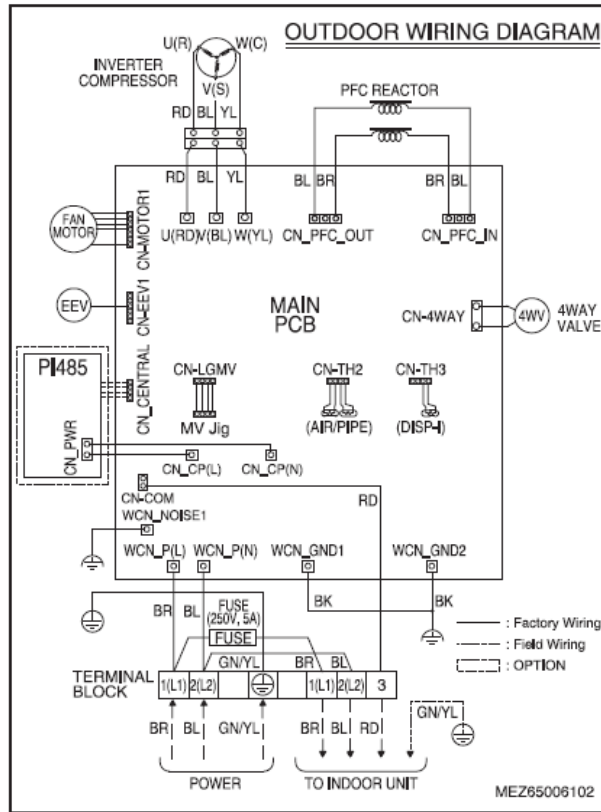 OUTDOOR WIRING DIAGRAM
U(R) W(C)
INVERTER
COMPRESSOR
V(S)
PFC REACTOR
RD BL YL
RD BL YL
BL BR
BR BL
FAN
MOTOR
CN-MOTOR1
U(RD) V(BL) W(YL)
CN_PFC_OUT
CN_PFC_IN
EEV
CN-EEV1
MAIN
PCB
CN-4WAY
4WV
4WAY
VALVE
PI485
CN_CENTRAL
CN-LGMV
MV Jig
CN-TH2
(AIR/PIPE)
CN-TH3
(DISP-I)
CN_PWR
CN_CP(L)
CN_CP(N)
CN-COM
RD
WCN_NOISE1
WCN_P(L) WCN_P(N) WCN_GND1 WCN_GND2
BR BL
FUSE
(250V, 5A)
FUSE
BK BK
GN/YL
BR BL
: Factory Wiring
: Field Wiring
: OPTION
TERMINAL
BLOCK
1(L1) 2(L2) 1(L1) 2(L2) 3
BR BL GN/YL BR BL RD
GN/YL
POWER
TO INDOOR UNIT
MEZ65006102